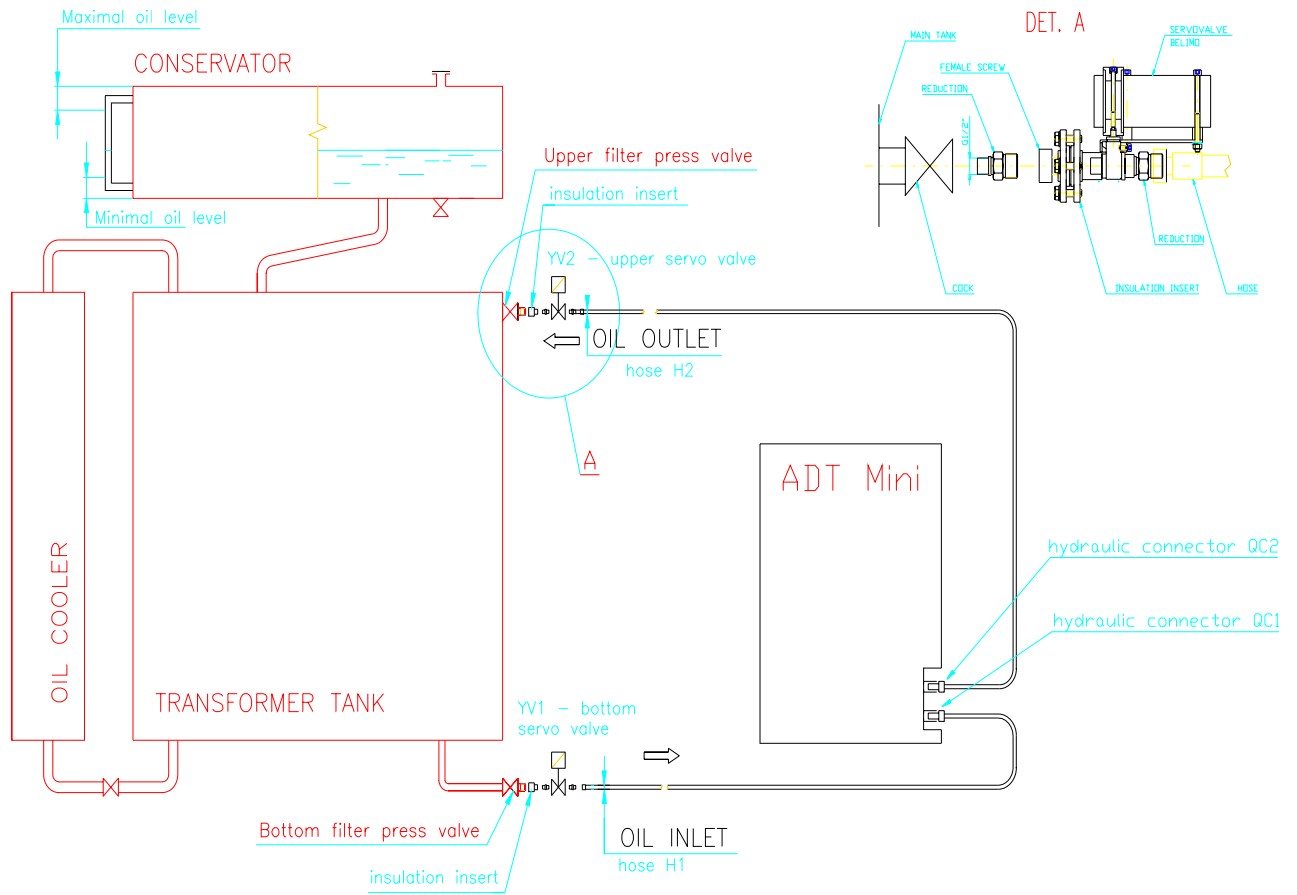 Maximal oil level
CONSERVATOR
Minimal oil level
Upper filter press valve
insulation insert
YV2 - upper servo valve
OIL OUTLET
hose H2
A
DET. A
MAIN TANK
FEMALE SCREW
REDUCTION
G1/2"
SERVOVALVE
BELIMO
REDUCTION
COCK
INSULATION INSERT
HOSE
ADT Mini
hydraulic connector QC2
hydraulic connector QC1
OIL COOLER
TRANSFORMER TANK
YV1 - bottom
servo valve
Bottom filter press valve
insulation insert
OIL INLET
hose H1